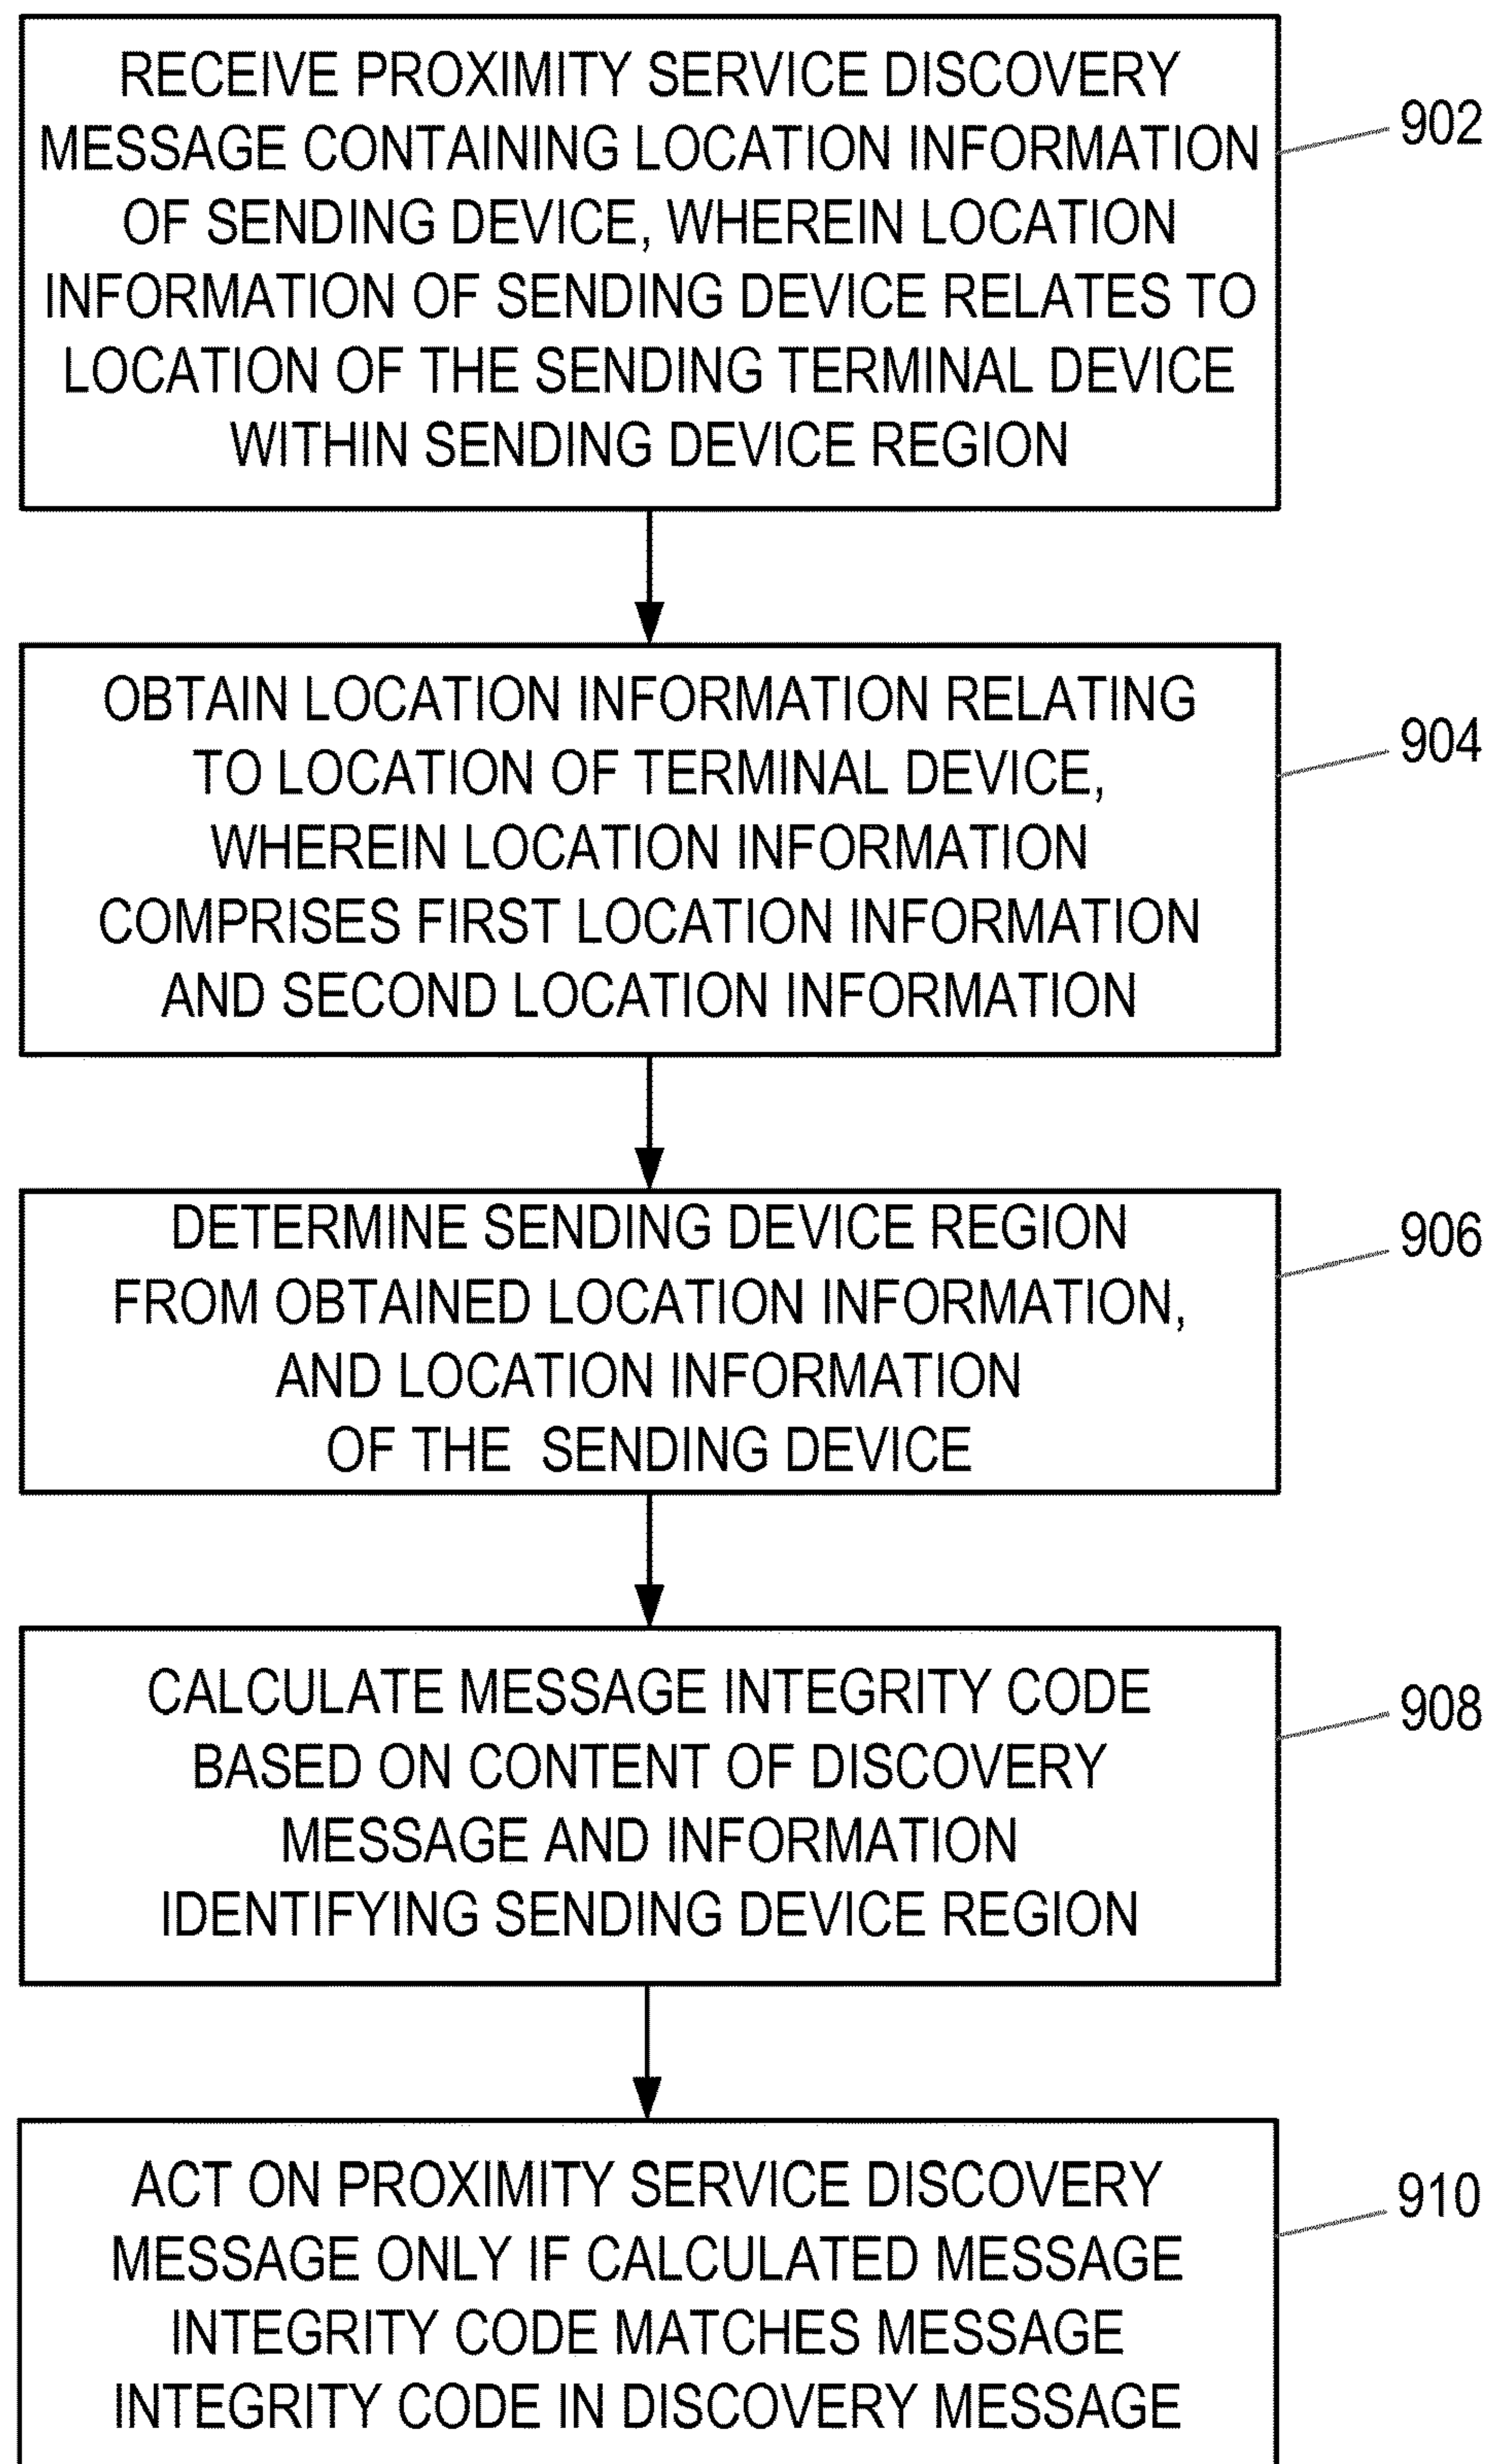 RECEIVE PROXIMITY SERVICE DISCOVERY
MESSAGE CONTAINING LOCATION INFORMATION
OF SENDING DEVICE, WHEREIN LOCATION
INFORMATION OF SENDING DEVICE RELATES TO
LOCATION OF THE SENDING TERMINAL DEVICE
WITHIN SENDING DEVICE REGION
902
OBTAIN LOCATION INFORMATION RELATING
TO LOCATION OF TERMINAL DEVICE,
WHEREIN LOCATION INFORMATION
COMPRISES FIRST LOCATION INFORMATION
AND SECOND LOCATION INFORMATION
904
DETERMINE SENDING DEVICE REGION
FROM OBTAINED LOCATION INFORMATION,
AND LOCATION INFORMATION
OF THE SENDING DEVICE
906
CALCULATE MESSAGE INTEGRITY CODE
BASED ON CONTENT OF DISCOVERY
MESSAGE AND INFORMATION
IDENTIFYING SENDING DEVICE REGION
908
ACT ON PROXIMITY SERVICE DISCOVERY
MESSAGE ONLY IF CALCULATED MESSAGE
INTEGRITY CODE MATCHES MESSAGE
INTEGRITY CODE IN DISCOVERY MESSAGE
910